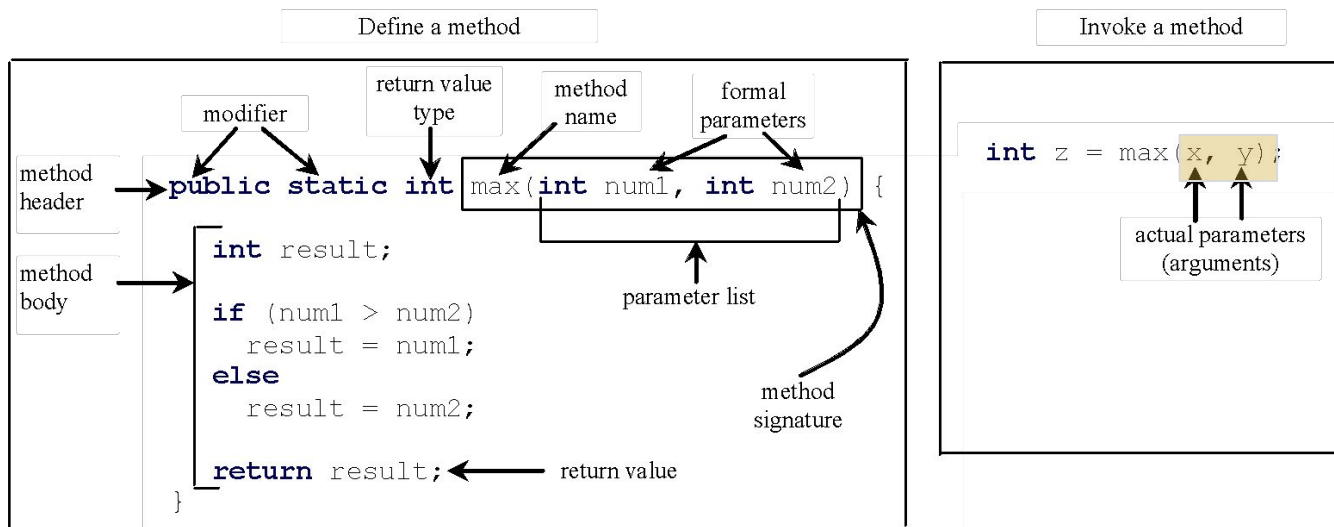 Define a method
Invoke a method
modifier
return value
type
method
name
formal
parameters
method
header
public static int max(int num1, int num2) {
method
body
int result;
if (num1 > num2)
result = num1;
else
result = num2;
return result;
}
parameter list
method
signature
return value
int z = max(x, y);
actual parameters
(arguments)